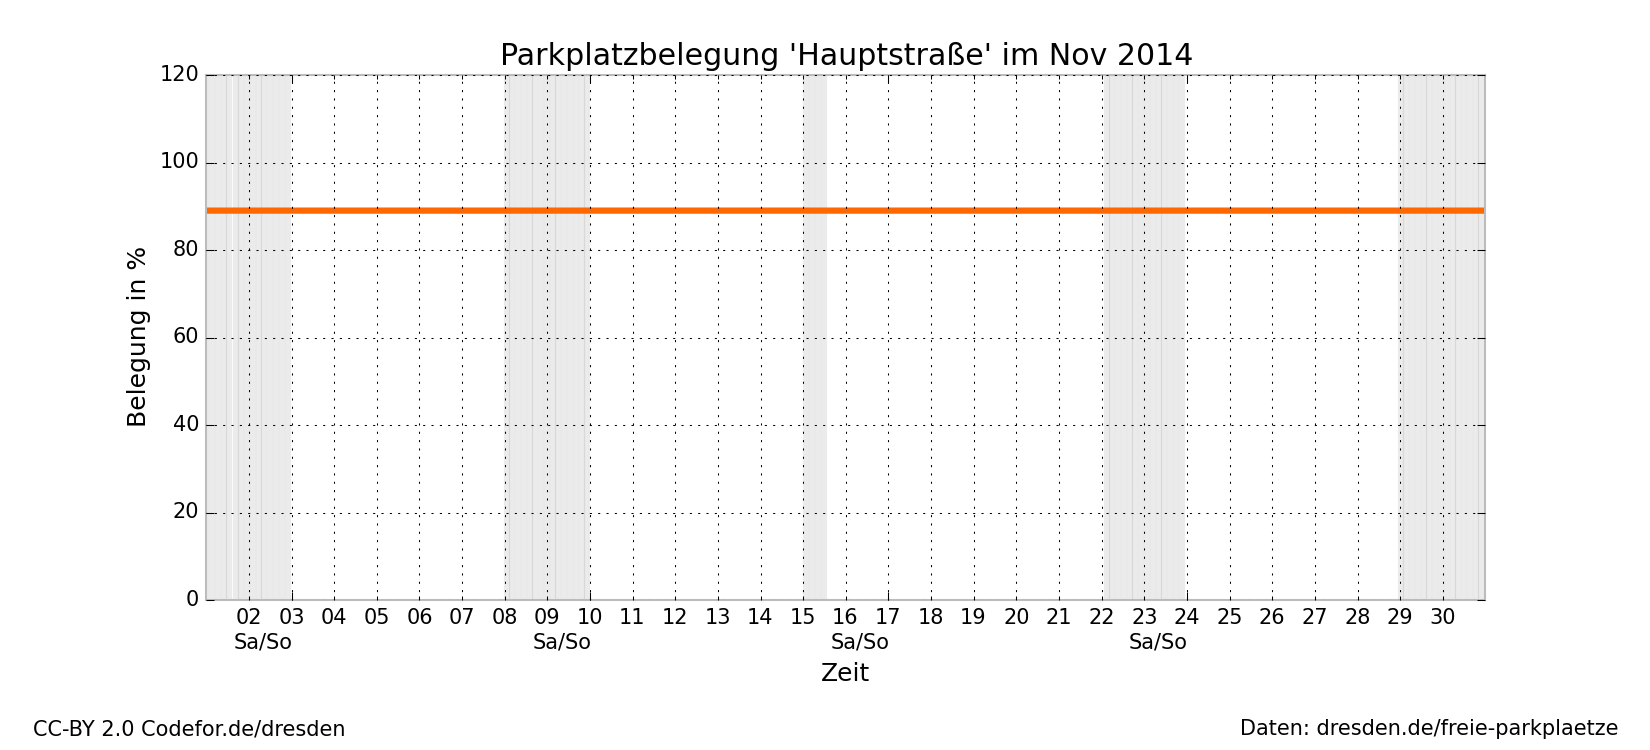 Parkplatzbelegung 'Hauptstraße' im Nov 2014
120
100
80
60
40
20
0
Belegung in %
02 03 04 05 06 07 08 09 10 11 12 13 14 15 16 17 18 19 20 21 22 23 24 25 26 27 28 29 30
Sa/So Sa/So Sa/So Sa/So
Zeit
CC-BY 2.0 Codefor.de/dresden
Daten: dresden.de/freie-parkplaetze